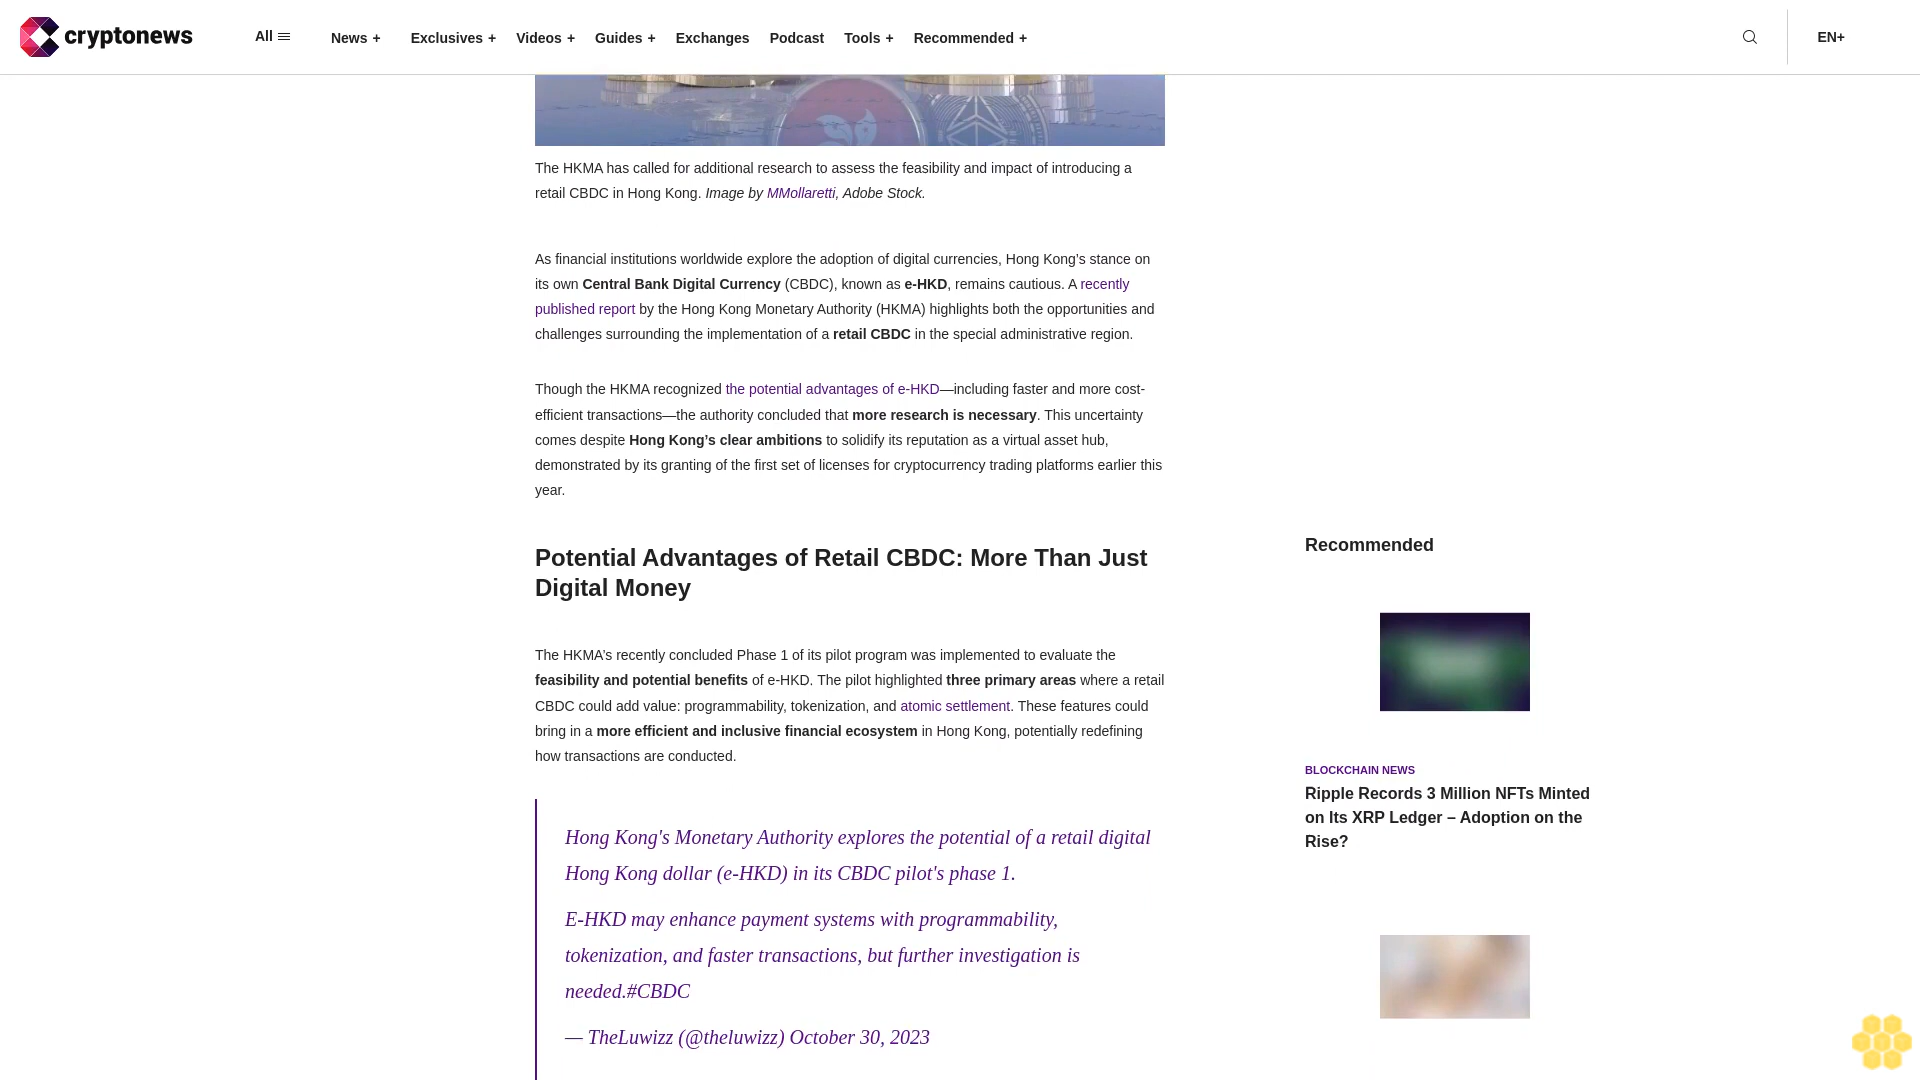 cryptonews
All
News +
Exclusives +
Videos +
Guides +
Exchanges
Podcast
Tools +
Recommended +
EN+
The HKMA has called for additional research to assess the feasibility and impact of introducing a
retail CBDC in Hong Kong. Image by MMollaretti, Adobe Stock.
As financial institutions worldwide explore the adoption of digital currencies, Hong Kong’s stance on
its own Central Bank Digital Currency (CBDC), known as e-HKD, remains cautious. A recently
published report by the Hong Kong Monetary Authority (HKMA) highlights both the opportunities and
challenges surrounding the implementation of a retail CBDC in the special administrative region.
Though the HKMA recognized the potential advantages of e-HKD—including faster and more cost-
efficient transactions—the authority concluded that more research is necessary. This uncertainty
comes despite Hong Kong’s clear ambitions to solidify its reputation as a virtual asset hub,
demonstrated by its granting of the first set of licenses for cryptocurrency trading platforms earlier this
year.
Potential Advantages of Retail CBDC: More Than Just
Digital Money
The HKMA’s recently concluded Phase 1 of its pilot program was implemented to evaluate the
feasibility and potential benefits of e-HKD. The pilot highlighted three primary areas where a retail
CBDC could add value: programmability, tokenization, and atomic settlement. These features could
bring in a more efficient and inclusive financial ecosystem in Hong Kong, potentially redefining
how transactions are conducted.
Hong Kong's Monetary Authority explores the potential of a retail digital
Hong Kong dollar (e-HKD) in its CBDC pilot's phase 1.
E-HKD may enhance payment systems with programmability,
tokenization, and faster transactions, but further investigation is
needed.#CBDC
— TheLuwizz (@theluwizz) October 30, 2023
Recommended
BLOCKCHAIN NEWS
Ripple Records 3 Million NFTs Minted
on Its XRP Ledger – Adoption on the
Rise?